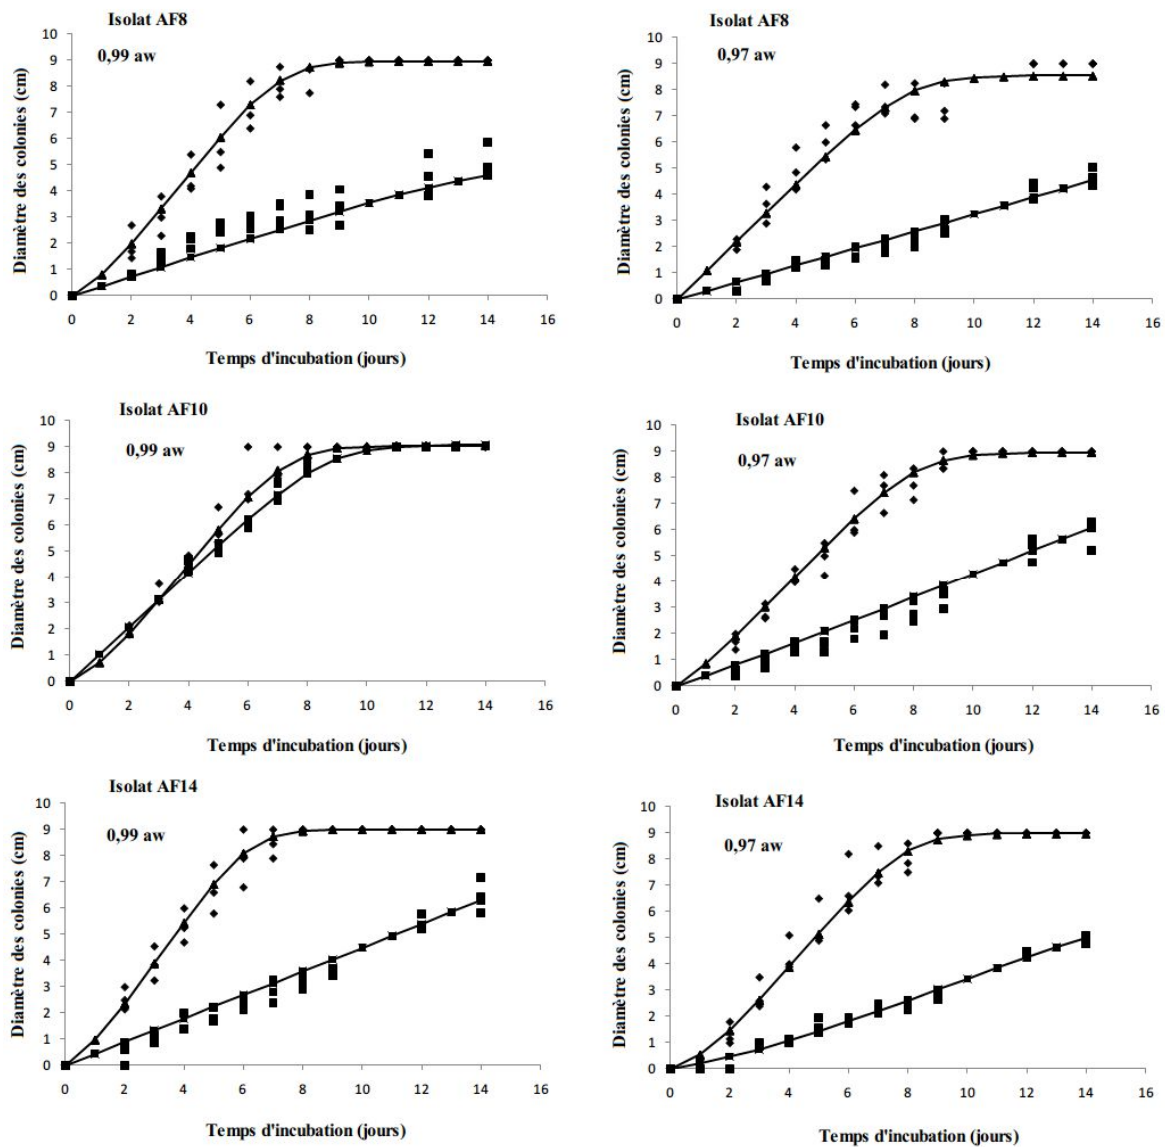 Isolat AF8
0,99 aw
Diamètre des colonies (cm)
10
9
8
7
6
5
4
3
2
1
0
0 2 4 6 8 10 12 14 16
Temps d'incubation (jours)
Isolat AF8
0,97 aw
Diamètre des colonies (cm)
10
9
8
7
6
5
4
3
2
1
0
0 2 4 6 8 10 12 14 16
Temps d'incubation (jours)
Isolat AF10
0,99 aw
Diamètre des colonies (cm)
10
9
8
7
6
5
4
3
2
1
0
0 2 4 6 8 10 12 14 16
Temps d'incubation (jours)
Isolat AF10
0,97 aw
Diamètre des colonies (cm)
10
9
8
7
6
5
4
3
2
1
0
0 2 4 6 8 10 12 14 16
Temps d'incubation (jours)
Isolat AF14
0,99 aw
Diamètre des colonies (cm)
10
9
8
7
6
5
4
3
2
1
0
0 2 4 6 8 10 12 14 16
Temps d'incubation (jours)
Isolat AF14
0,97 aw
Diamètre des colonies (cm)
10
9
8
7
6
5
4
3
2
1
0
0 2 4 6 8 10 12 14 16
Temps d'incubation (jours)